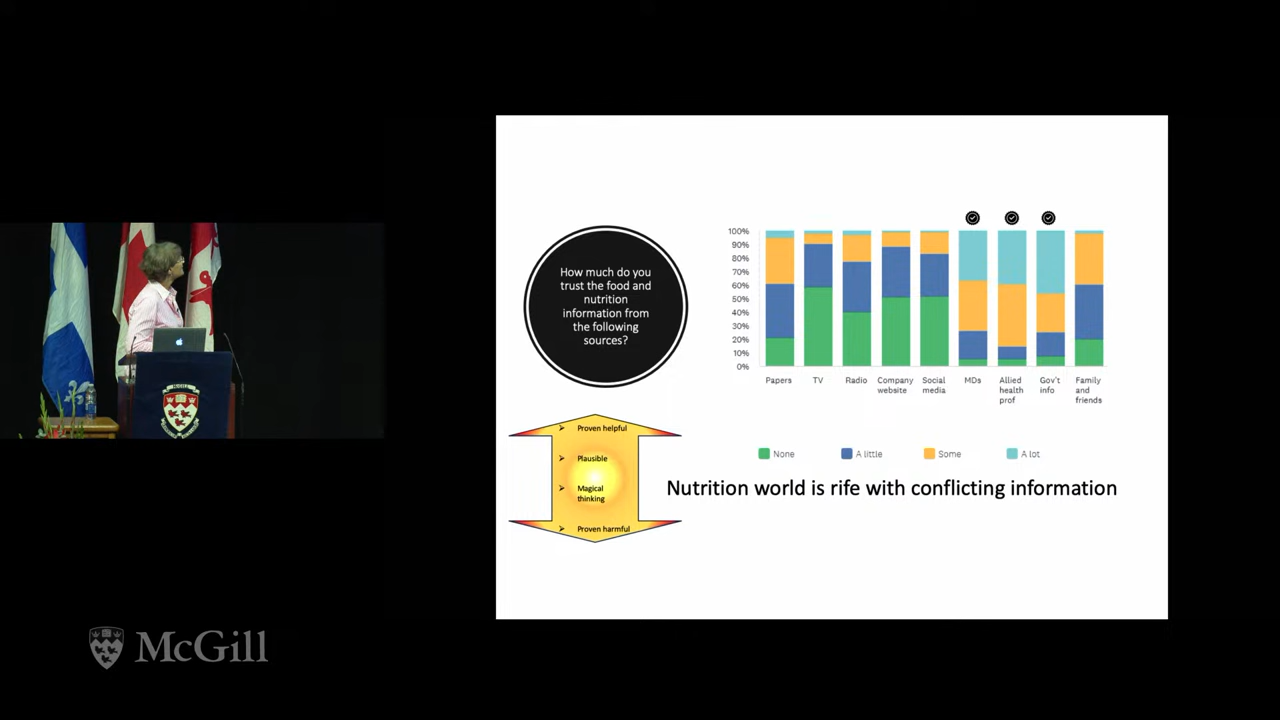 How much do you
trust the food and
nutrition
information from
the following
sources?
100%
90%
80%
70%
60%
50%
40%
30%
20%
10%
0%
Papers
TV
Radio
Company
website
Social
media
MDs
Allied
health
prof
Gov't
info
Family
and
friends
None
A little
Some
A lot
Proven helpful
Plausible
Magical
thinking
Proven harmful
Nutrition world is rife with conflicting information
McGILL
McGill